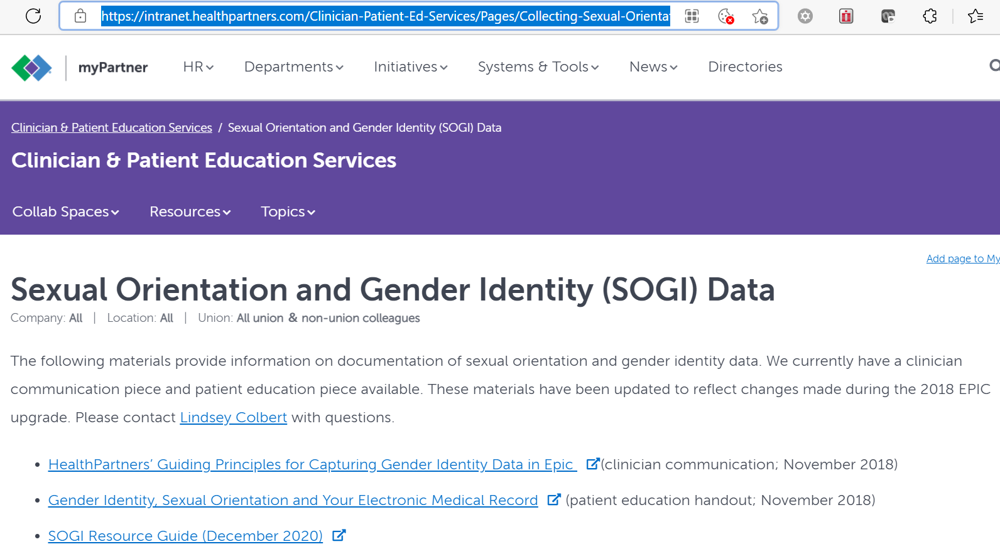 https://intranet.healthpartners.com/Clinician-Patient-Ed-Services/Pages/Collecting-Sexual-Orientat
myPartner HR Departments Initiatives Systems & Tools News Directories
Clinician & Patient Education Services / Sexual Orientation and Gender Identity (SOGI) Data
Clinician & Patient Education Services
Collab Spaces Resources Topics
Add page to My
Sexual Orientation and Gender Identity (SOGI) Data
Company: All | Location: All | Union: All union & non-union colleagues
The following materials provide information on documentation of sexual orientation and gender identity data. We currently have a clinician
communication piece and patient education piece available. These materials have been updated to reflect changes made during the 2018 EPIC
upgrade. Please contact Lindsey Colbert with questions.
• HealthPartners’ Guiding Principles for Capturing Gender Identity Data in Epic (clinician communication; November 2018)
• Gender Identity, Sexual Orientation and Your Electronic Medical Record (patient education handout; November 2018)
• SOGI Resource Guide (December 2020)